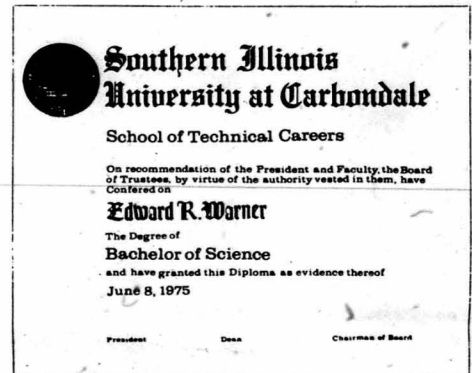 Southern Illinois
University at Carbondale
School of Technical Careers
On recommendation of the President and Faculty, the Board
of Trustees, by virtue of the authority vested in them, have
Confered on
Edward R. Warner
The Degree of
Bachelor of Science
and have granted this Diploma as evidence thereof
June 8, 1975
President Dean Chairman of Board